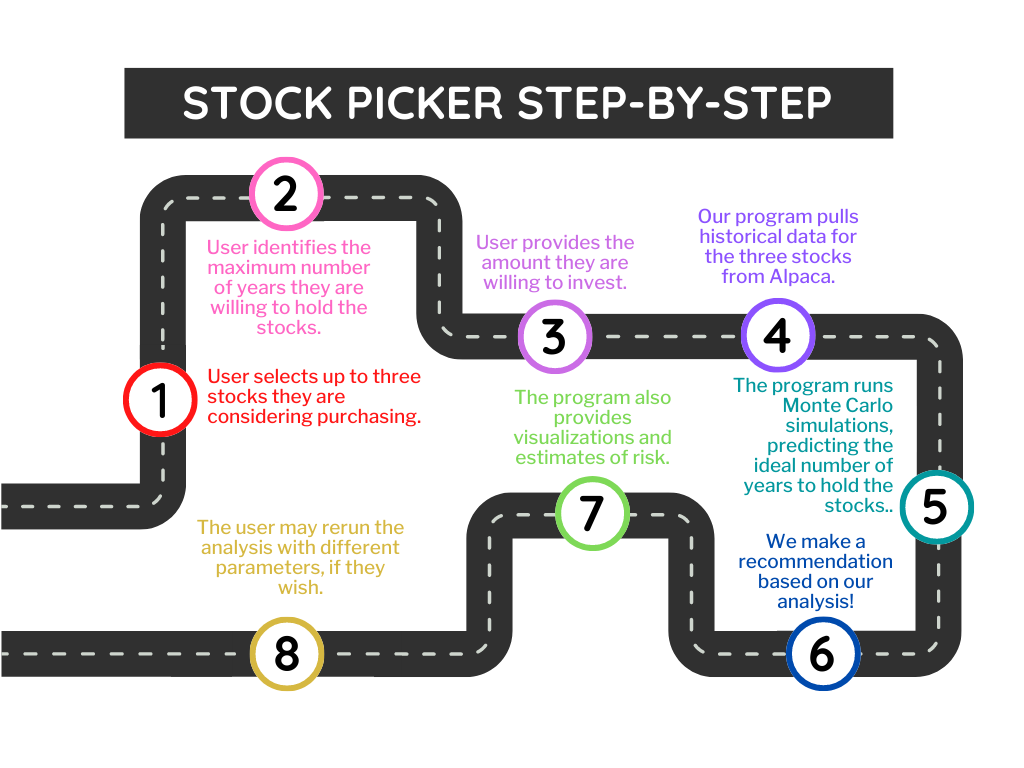 STOCK PICKER STEP-BY-STEP
1
User selects up to three
stocks they are
considering purchasing.
2
User identifies the
maximum number
of years they are
willing to hold the
stocks.
3
User provides the
amount they are
willing to invest.
4
Our program pulls
historical data for
the three stocks
from Alpaca.
5
The program runs
Monte Carlo
simulations,
predicting the
ideal number of
years to hold the
stocks..
6
We make a
recommendation
based on our
analysis!
7
The program also
provides
visualizations and
estimates of risk.
8
The user may rerun the
analysis with different
parameters, if they
wish.